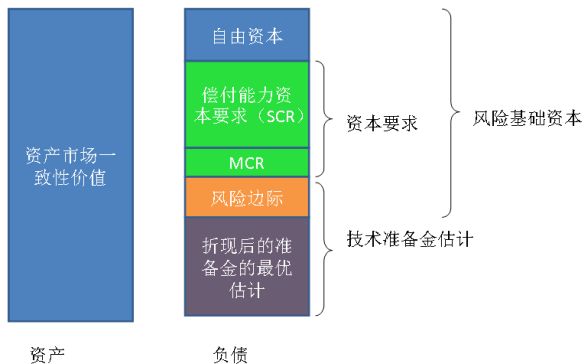 资产市场一
致性价值
自由资本
偿付能力资
本要求（SCR）
MCR
风险边际
折现后的准
备金的最优
估计
资本要求
风险基础资本
技术准备金估计
资产
负债